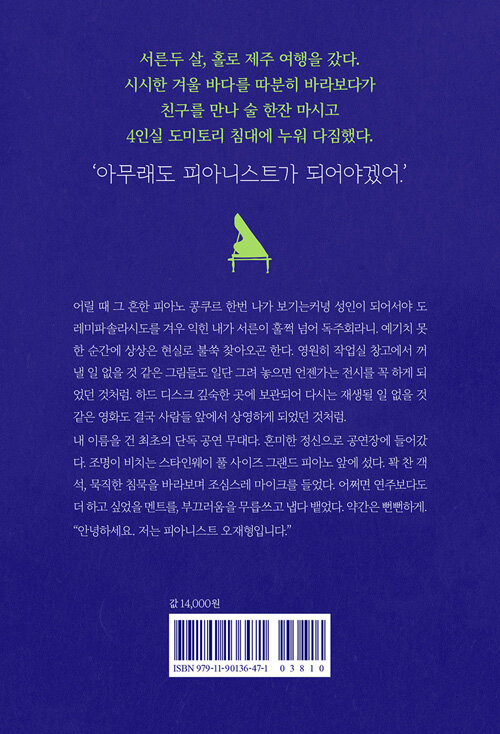 서른두 살, 홀로 제주 여행을 갔다.
시시한 겨울 바다를 따분히 바라보다가
친구를 만나 술 한잔 마시고
4인실 도미토리 침대에 누워 다짐했다.
‘아무래도 피아니스트가 되어야겠어.’
어릴 때 그 흔한 피아노 콩쿠르 한번 나가 보기는커녕 성인이 되어서야 도
레미파솔라시도를 겨우 익힌 내가 서른이 훌쩍 넘어 독주회라니. 예기치 못
한 순간에 상상은 현실로 불쑥 찾아오곤 한다. 영원히 작업실 창고에서 꺼
낼 일 없을 것 같은 그림들도 일단 그려 놓으면 언젠가는 전시를 꼭 하게 되
었던 것처럼. 하드 디스크 깊숙한 곳에 보관되어 다시는 재생될 일 없을 것
같은 영화도 결국 사람들 앞에서 상영하게 되었던 것처럼.
내 이름을 건 최초의 단독 공연 무대다. 혼미한 정신으로 공연장에 들어갔
다. 조명이 비치는 스타인웨이 풀 사이즈 그랜드 피아노 앞에 섰다. 꽉 찬 객
석, 묵직한 침묵을 바라보며 조심스레 마이크를 들었다. 어쩌면 연주보다도
더 하고 싶었을 멘트를, 부끄러움을 무릅쓰고 냅다 뱉었다. 약간은 뻔뻔하게.
“안녕하세요. 저는 피아니스트 오재형입니다.”
값 14,000원
ISBN 979-11-90136-47-1
03810